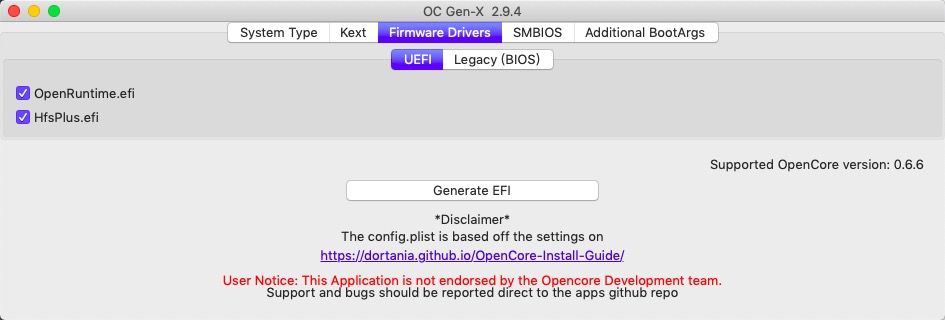 OC Gen-X 2.9.4
System Type Kext Firmware Drivers SMBIOS Additional BootArgs
UEFI Legacy (BIOS)
OpenRuntime.efi
HfsPlus.efi
Supported OpenCore version: 0.6.6
Generate EFI
*Disclaimer*
The config.plist is based off the settings on
https://dortania.github.io/OpenCore-Install-Guide/
User Notice: This Application is not endorsed by the Opencore Development team.
Support and bugs should be reported direct to the apps github repo